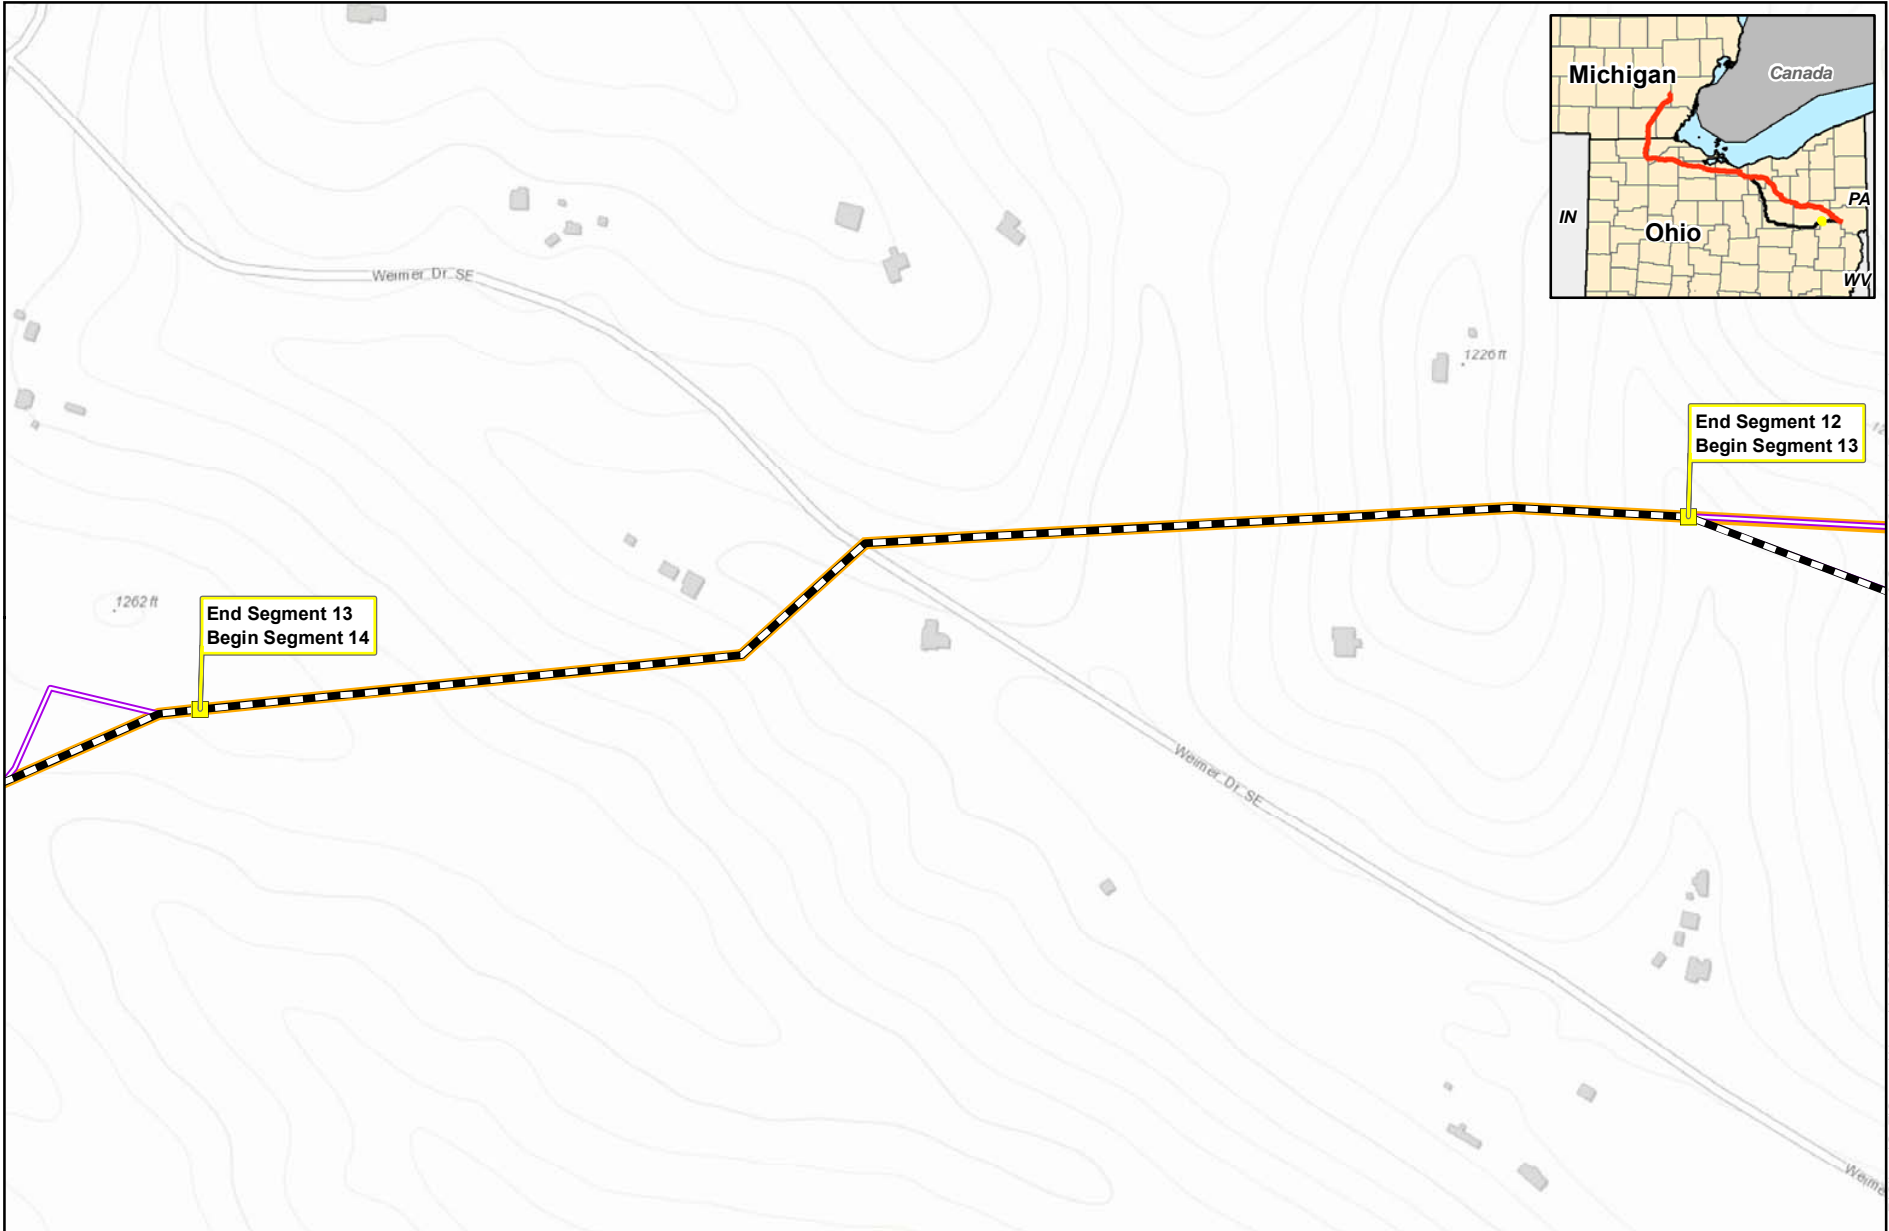 Michigan
Canada
IN
Ohio
PA
WV
Weimer Dr SE
1226 ft
End Segment 12
Begin Segment 13
1262 ft
End Segment 13
Begin Segment 14
Weimer Dr SE